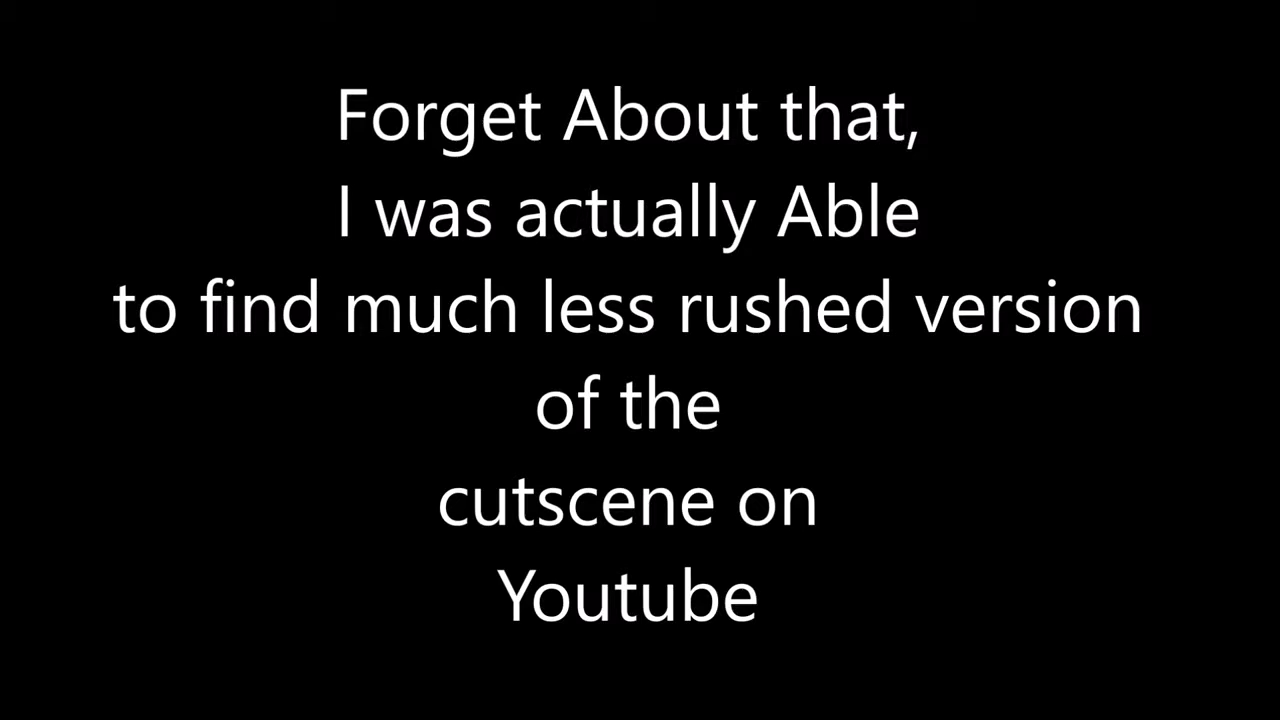 Forget About that,
I was actually Able
to find much less rushed version
of the
cutscene on
Youtube